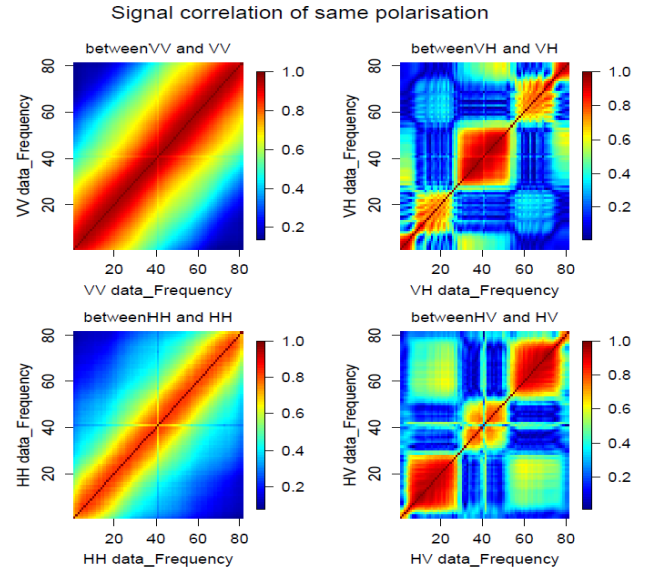 Signal correlation of same polarisation
betweenVV and VV
VV data_Frequency
80
60
40
20
20 40 60 80
VV data_Frequency
1.0
0.8
0.6
0.4
0.2
betweenVH and VH
VH data_Frequency
80
60
40
20
20 40 60 80
VH data_Frequency
1.0
0.8
0.6
0.4
0.2
betweenHH and HH
HH data_Frequency
80
60
40
20
20 40 60 80
HH data_Frequency
1.0
0.8
0.6
0.4
0.2
betweenHV and HV
HV data_Frequency
80
60
40
20
20 40 60 80
HV data_Frequency
1.0
0.8
0.6
0.4
0.2